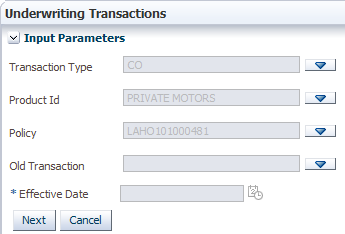 Underwriting Transactions
Input Parameters
Transaction Type CO
Product Id PRIVATE MOTORS
Policy LAHO101000481
Old Transaction
* Effective Date
Next Cancel